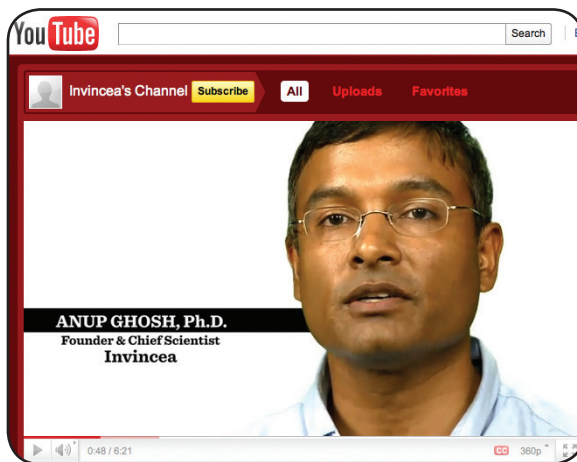 You Tube Search E
Invincea's Channel Subscribe All Uploads Favorites
ANUP GHOSH, Ph.D.
Founder & Chief Scientist
Invincea
0:48 / 6:21 CC 360p